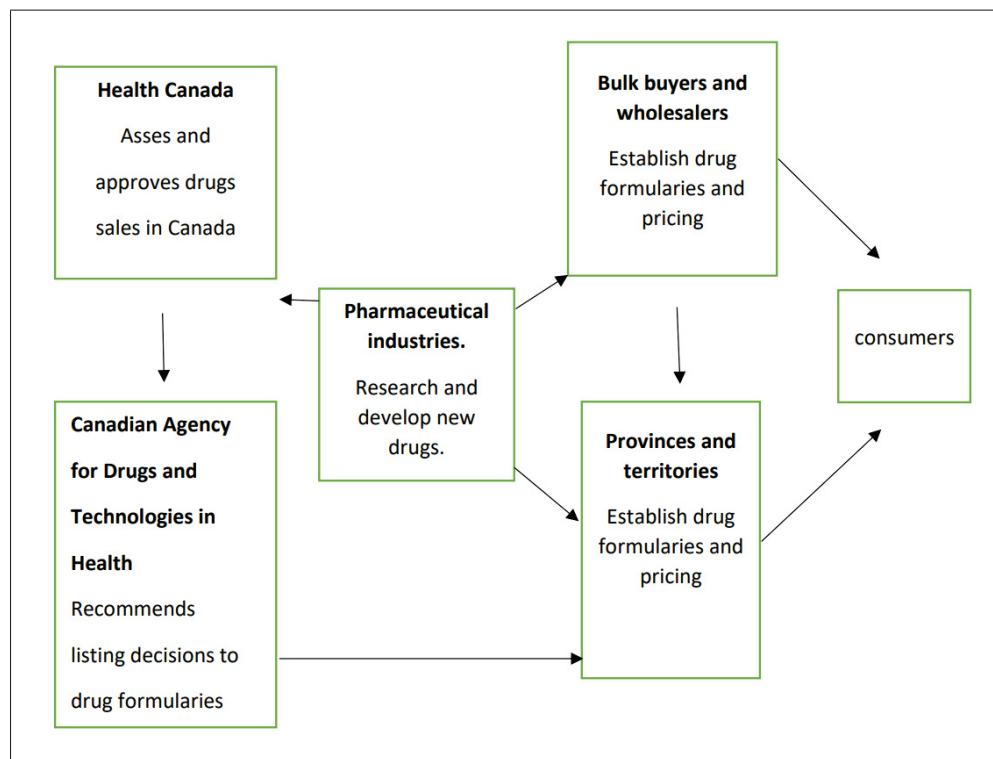 Health Canada
Asses and
approves drugs
sales in Canada
Bulk buyers and
wholesalers
Establish drug
formularies and
pricing
Pharmaceutical
industries.
Research and
develop new
drugs.
consumers
Canadian Agency
for Drugs and
Technologies in
Health
Recommends
listing decisions to
drug formularies
Provinces and
territories
Establish drug
formularies and
pricing